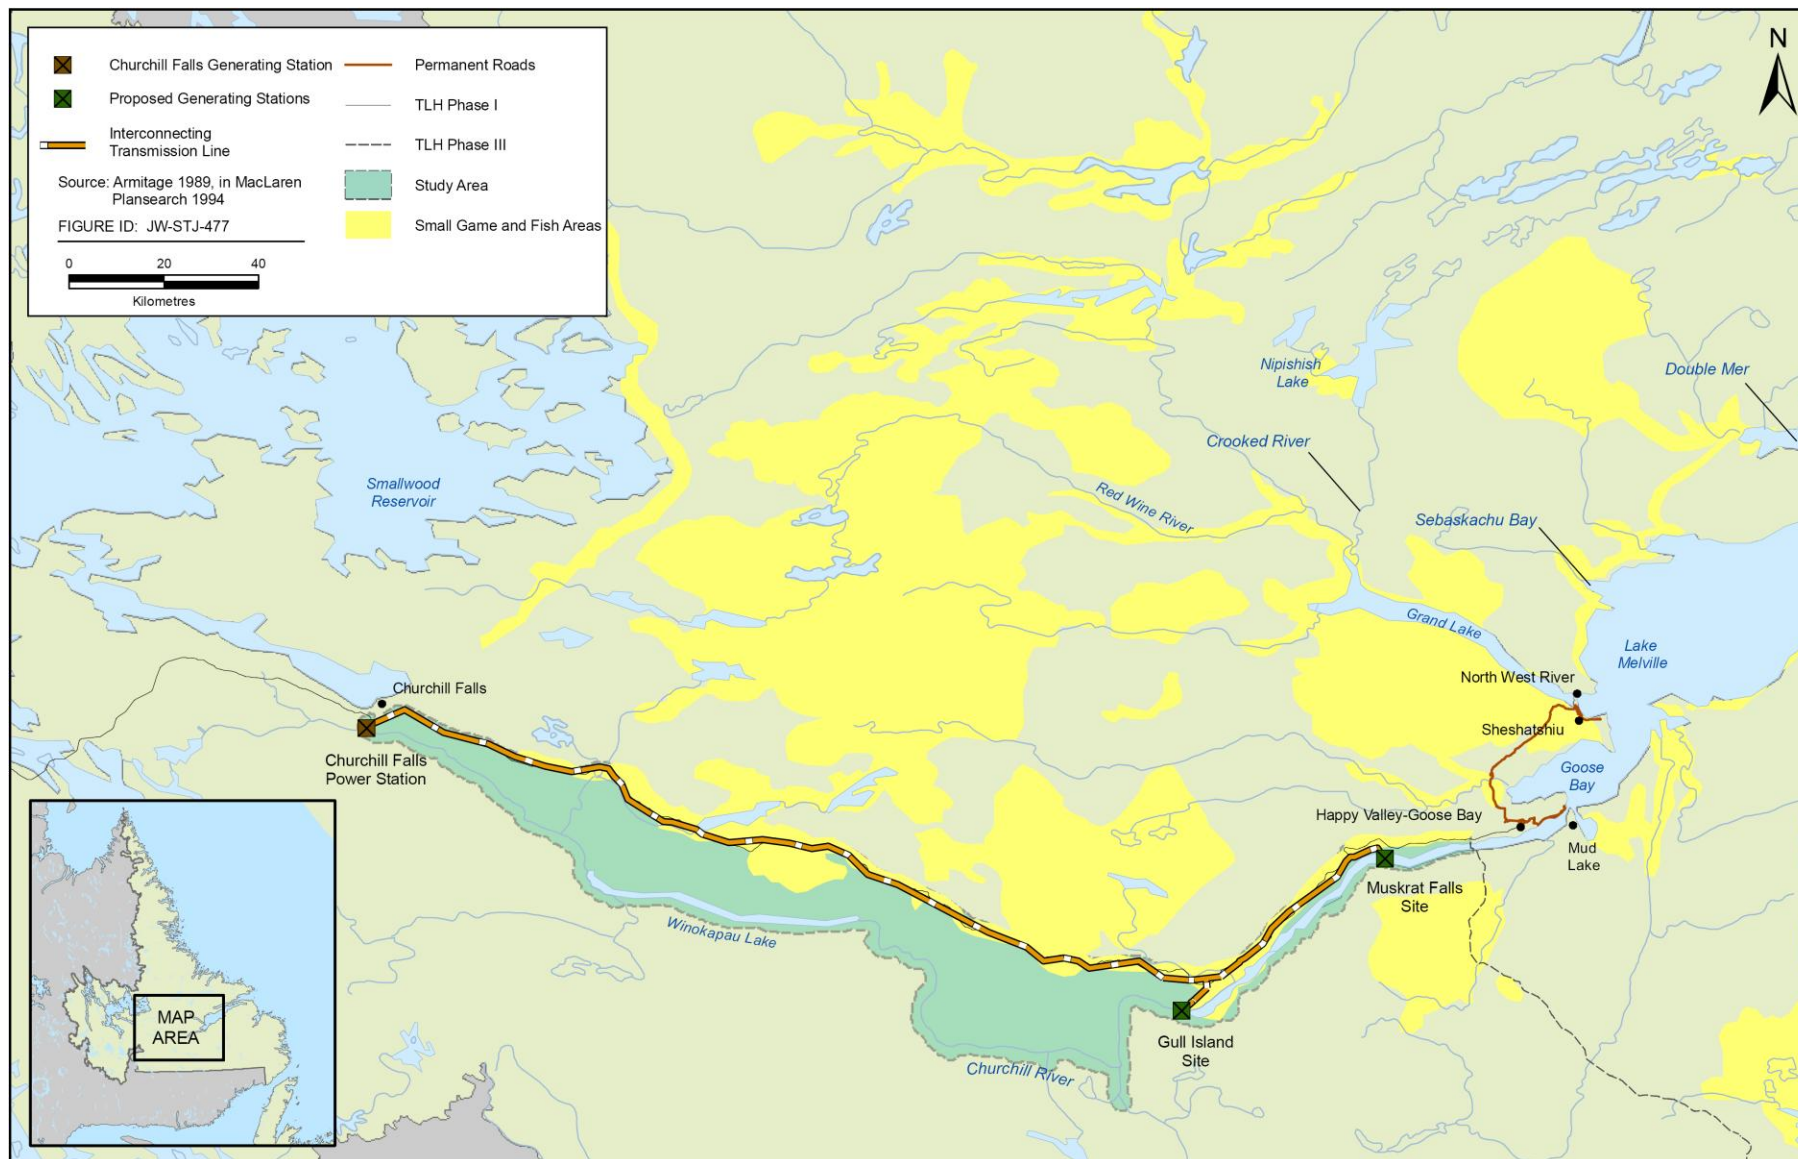 Churchill Falls Generating Station
Proposed Generating Stations
Interconnecting
Transmission Line
Source: Armitage 1989, in MacLaren
Plansearch 1994
FIGURE ID: JW-STJ-477
0 20 40
Kilometres
Permanent Roads
TLH Phase I
TLH Phase III
Study Area
Small Game and Fish Areas
N
Nipishish
Lake
Double Mer
Crooked River
Smallwood
Reservoir
Red Wine River
Sebaskachu Bay
Grand Lake
Lake
Melville
North West River
Churchill Falls
Sheshatshiu
Churchill Falls
Power Station
Goose
Bay
Happy Valley-Goose Bay
Mud
Lake
Muskrat Falls
Site
Winokapau Lake
Gull Island
Site
Churchill River
MAP
AREA